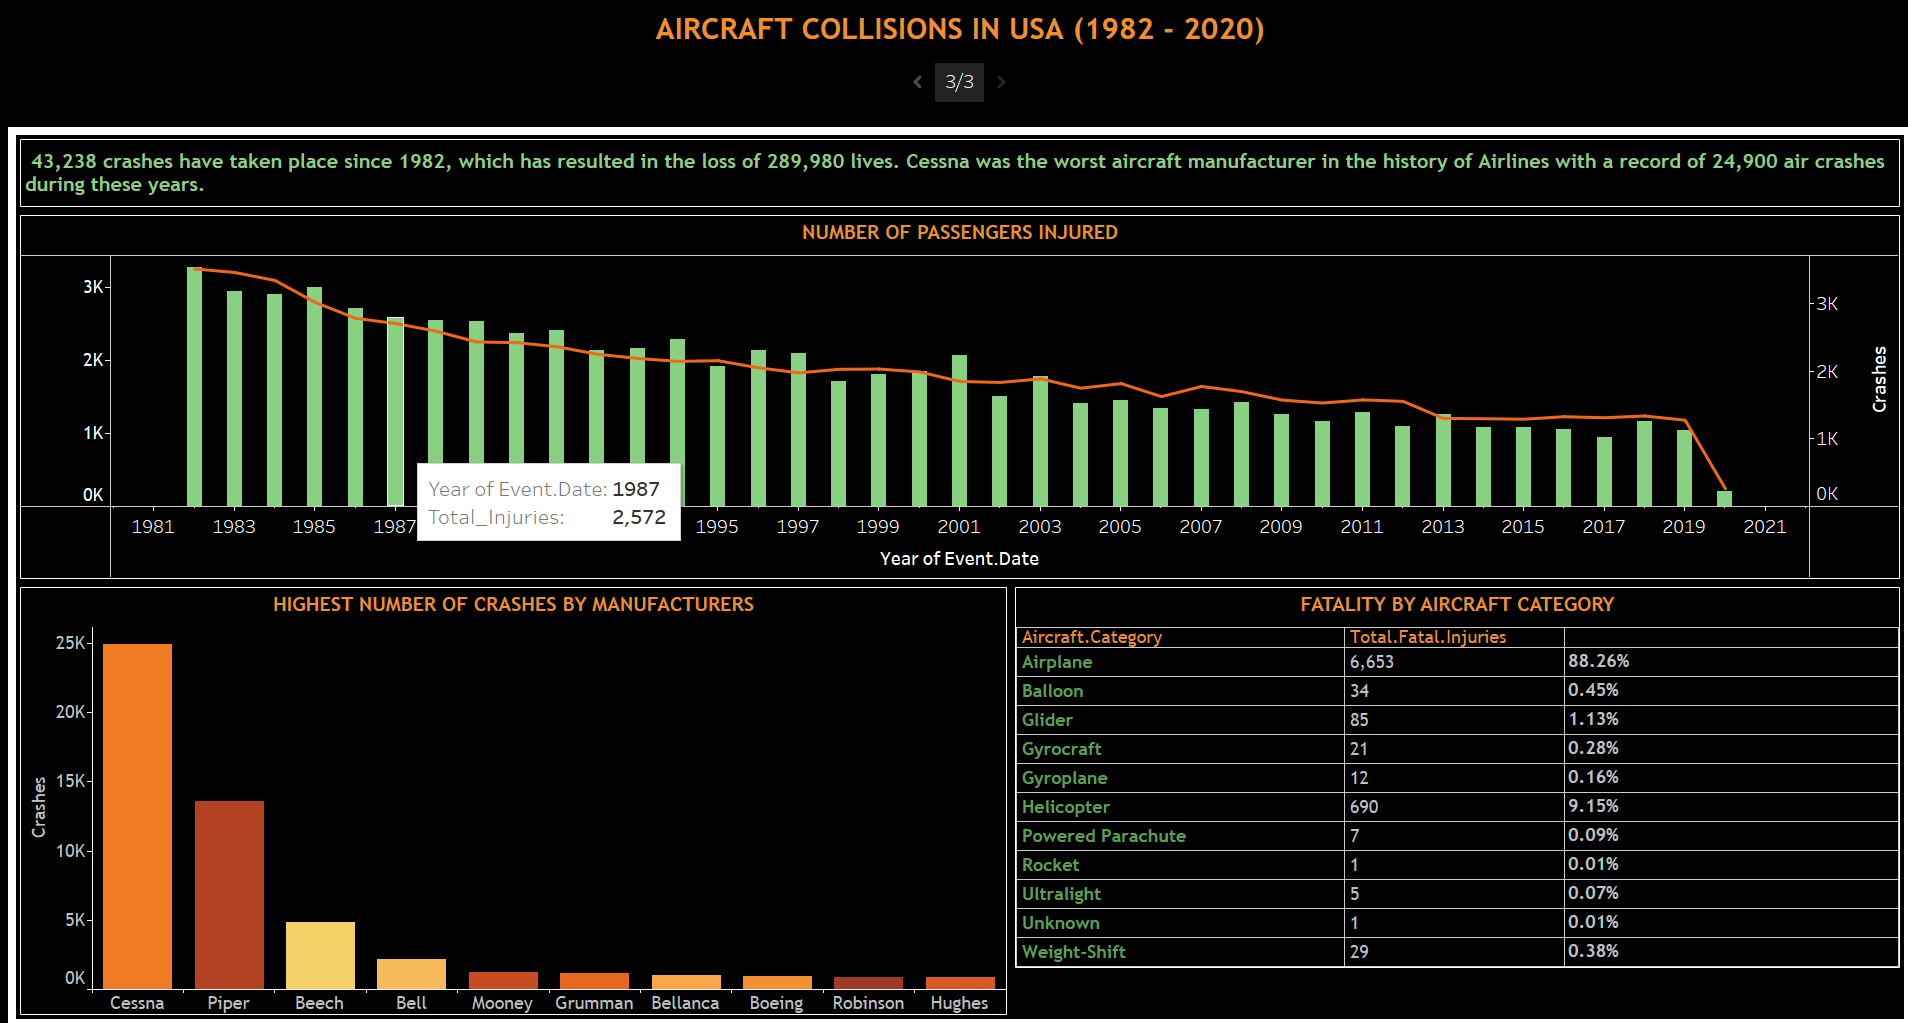 AIRCRAFT COLLISIONS IN USA (1982 - 2020)
3/3
43,238 crashes have taken place since 1982, which has resulted in the loss of 289,980 lives. Cessna was the worst aircraft manufacturer in the history of Airlines with a record of 24,900 air crashes
during these years.
NUMBER OF PASSENGERS INJURED
3K
2K
1K
0K
3K
2K
1K
0K
Crashes
Year of Event.Date: 1987
Total_Injuries: 2,572
1981 1983 1985 1987 1995 1997 1999 2001 2003 2005 2007 2009 2011 2013 2015 2017 2019 2021
Year of Event.Date
HIGHEST NUMBER OF CRASHES BY MANUFACTURERS
25K
20K
15K
10K
5K
0K
Crashes
Cessna Piper Beech Bell Mooney Grumman Bellanca Boeing Robinson Hughes
FATALITY BY AIRCRAFT CATEGORY
Aircraft.Category Total.Fatal.Injuries
Airplane 6,653 88.26%
Balloon 34 0.45%
Glider 85 1.13%
Gyrocraft 21 0.28%
Gyroplane 12 0.16%
Helicopter 690 9.15%
Powered Parachute 7 0.09%
Rocket 1 0.01%
Ultralight 5 0.07%
Unknown 1 0.01%
Weight-Shift 29 0.38%